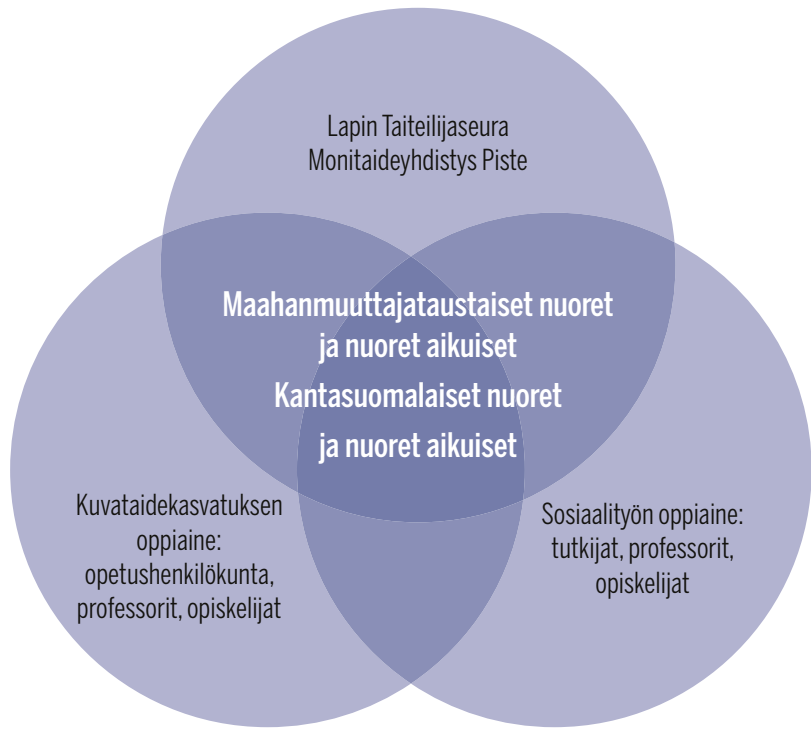 Lapin Taiteilijaseura
Monitaideyhdistys Piste
Maahanmuuttajataustaiset nuoret
ja nuoret aikuiset
Kantasuomalaiset nuoret
ja nuoret aikuiset
Kuvataidekasvatuksen
oppiaine:
opetushenkilökunta,
professorit, opiskelijat
Sosiaalityön oppiaine:
tutkijat, professorit,
opiskelijat